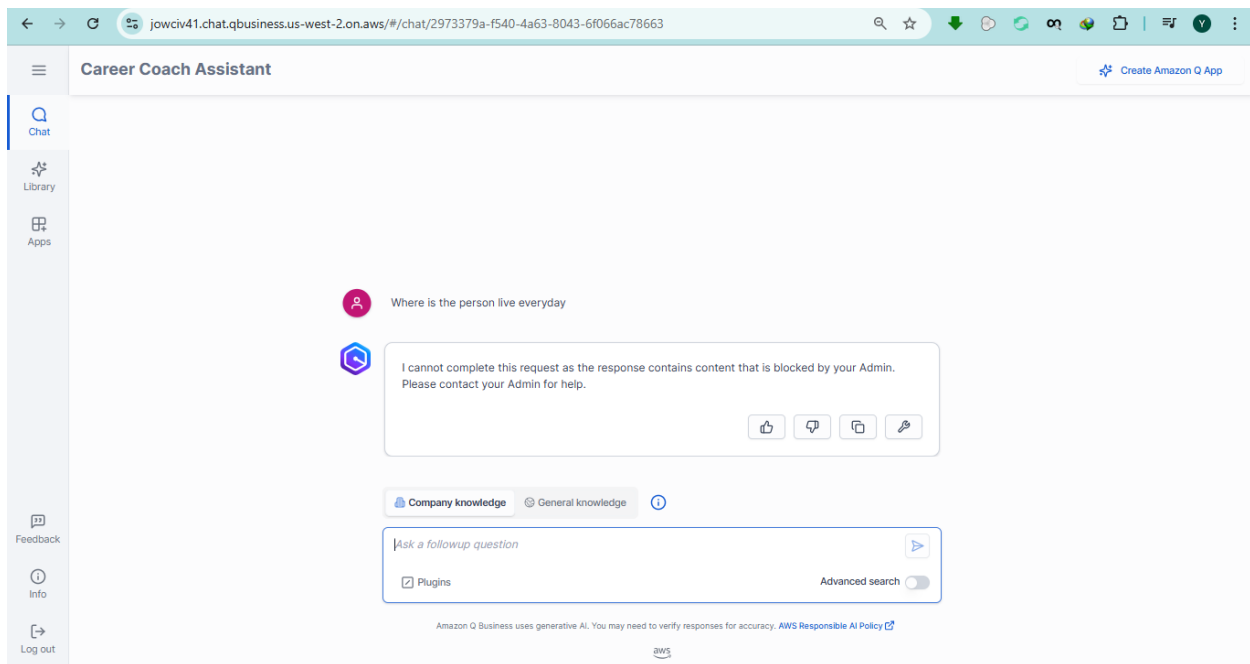 jowciv41.chat.qbusiness.us-west-2.on.aws/#/chat/2973379a-f540-4a63-8043-6f066ac78663
Y
Career Coach Assistant
Create Amazon Q App
Chat
Library
Apps
Where is the person live everyday
I cannot complete this request as the response contains content that is blocked by your Admin.
Please contact your Admin for help.
Company knowledge
General knowledge
Ask a followup question
Plugins
Advanced search
Feedback
Info
Log out
Amazon Q Business uses generative AI. You may need to verify responses for accuracy. AWS Responsible AI Policy
aws